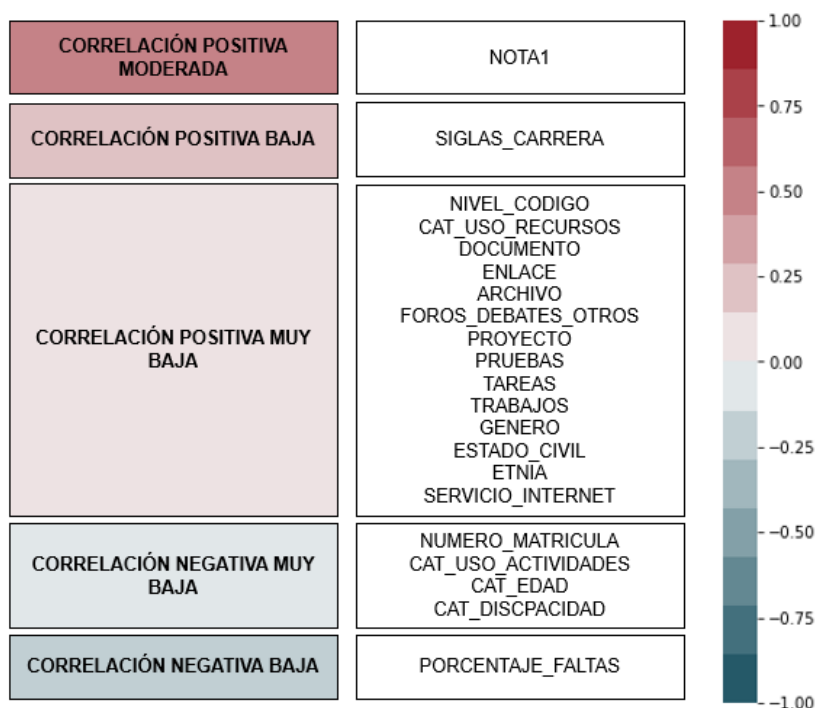 CORRELACIÓN POSITIVA
MODERADA
NOTA1
CORRELACIÓN POSITIVA BAJA
SIGLAS_CARRERA
CORRELACIÓN POSITIVA MUY
BAJA
NIVEL_CODIGO
CAT_USO_RECURSOS
DOCUMENTO
ENLACE
ARCHIVO
FOROS_DEBATES_OTROS
PROYECTO
PRUEBAS
TAREAS
TRABAJOS
GENERO
ESTADO_CIVIL
ETNIA
SERVICIO_INTERNET
CORRELACIÓN NEGATIVA MUY
BAJA
NUMERO_MATRICULA
CAT_USO_ACTIVIDADES
CAT_EDAD
CAT_DISCPACIDAD
CORRELACIÓN NEGATIVA BAJA
PORCENTAJE_FALTAS
1.00
0.75
0.50
0.25
0.00
−0.25
−0.50
−0.75
−1.00